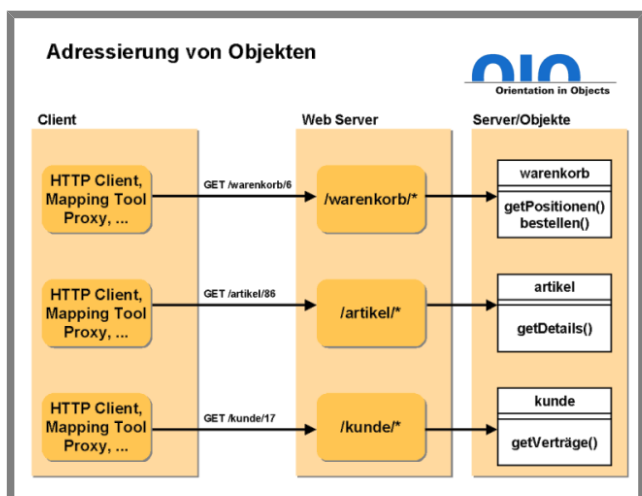 Adressierung von Objekten
OIO
Orientation in Objects
Client
Web Server
Server/Objekte
HTTP Client,
Mapping Tool
Proxy, ...
GET /warenkorb/6
/warenkorb/*
warenkorb
getPositionen()
bestellen()
HTTP Client,
Mapping Tool
Proxy, ...
GET /artikel/86
/artikel/*
artikel
getDetails()
HTTP Client,
Mapping Tool
Proxy, ...
GET /kunde/17
/kunde/*
kunde
getVerträge()